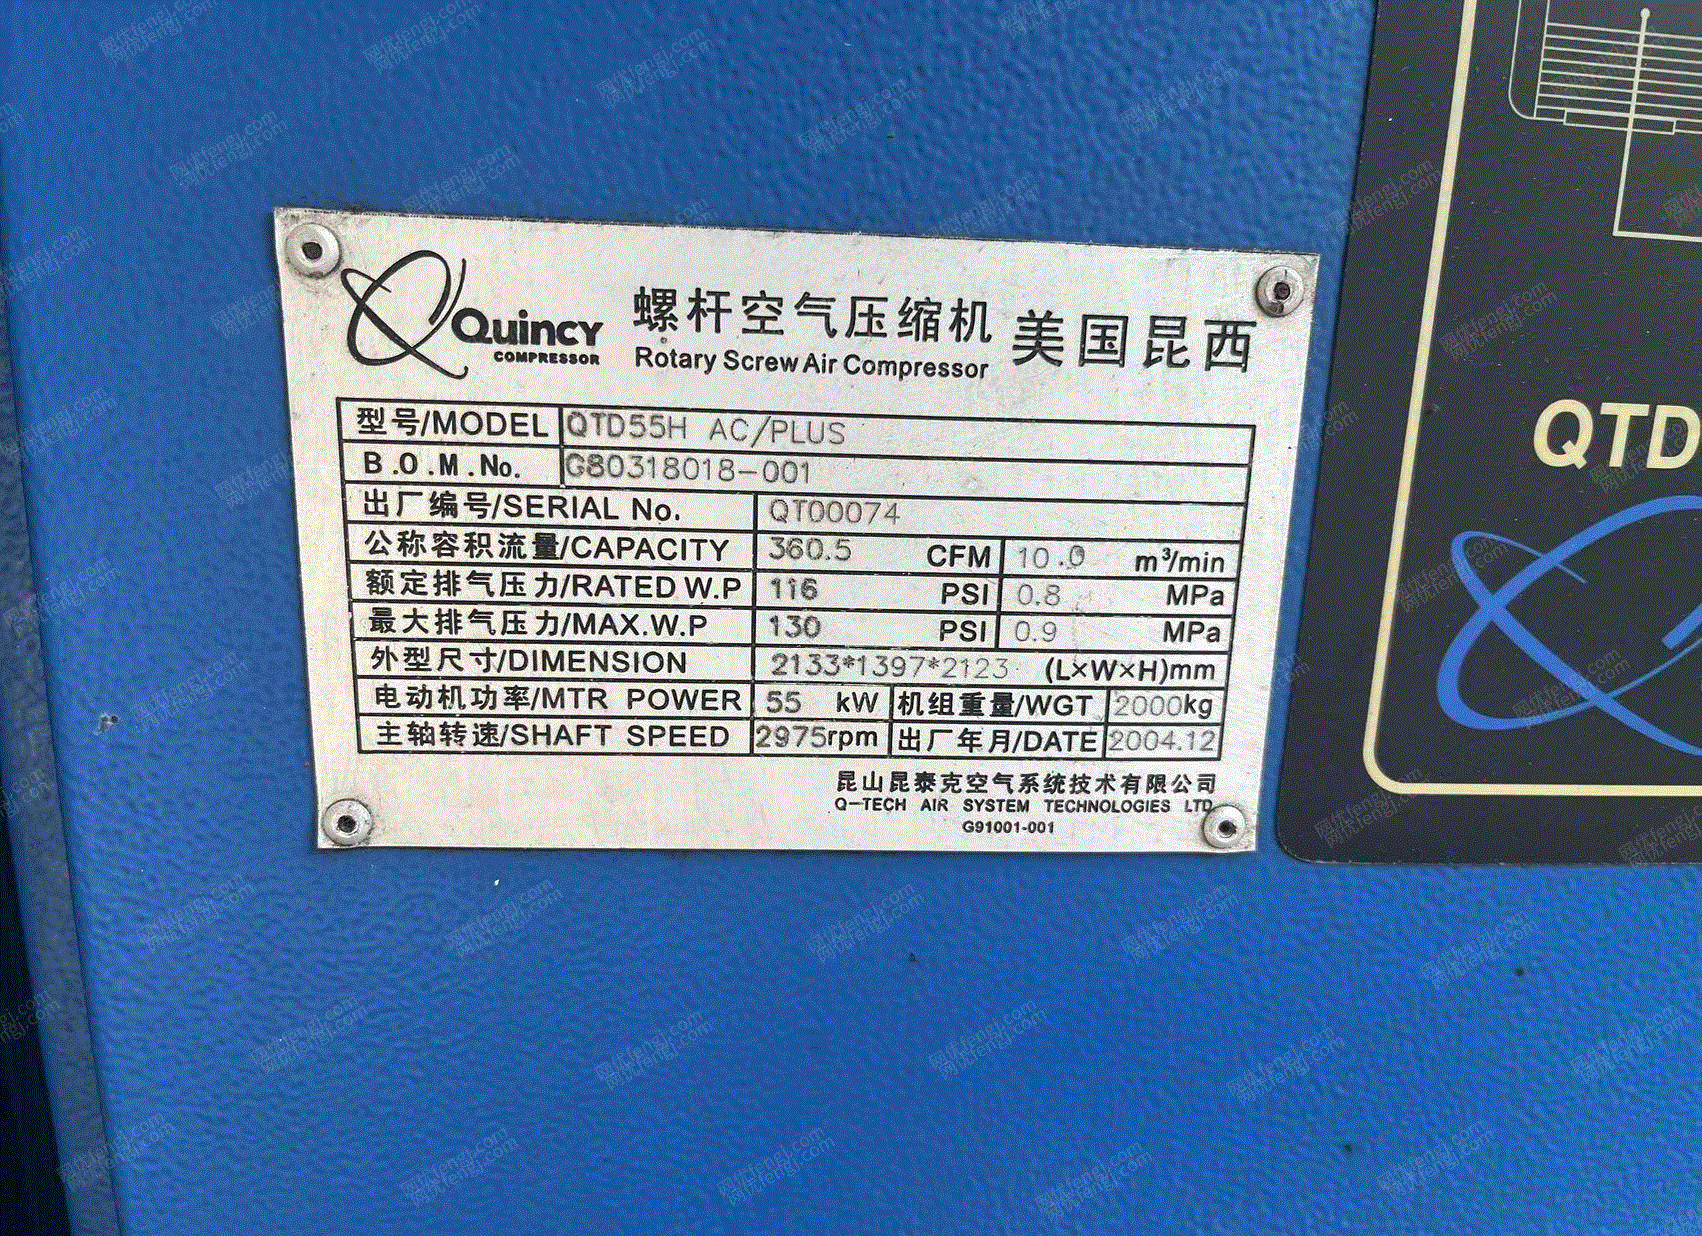 Quincy
COMPRESSOR
螺杆空气压缩机 美国昆西
Rotary Screw Air Compressor
型号/MODEL QTD55H AC/PLUS
B.O.M.No. G80318018-001
出厂编号/SERIAL No. QT00074
公称容积流量/CAPACITY 360.5 CFM 10.0 m³/min
额定排气压力/RATED W.P 116 PSI 0.8 MPa
最大排气压力/MAX.W.P 130 PSI 0.9 MPa
外型尺寸/DIMENSION 2133*1397*2123 (L×W×H)mm
电动机功率/MTR POWER 55 kW 机组重量/WGT 2000kg
主轴转速/SHAFT SPEED 2975rpm 出厂年月/DATE 2004.12
昆山昆泰克空气系统技术有限公司
Q-TECH AIR SYSTEM TECHNOLOGIES LTD.
G91001-001
QTD